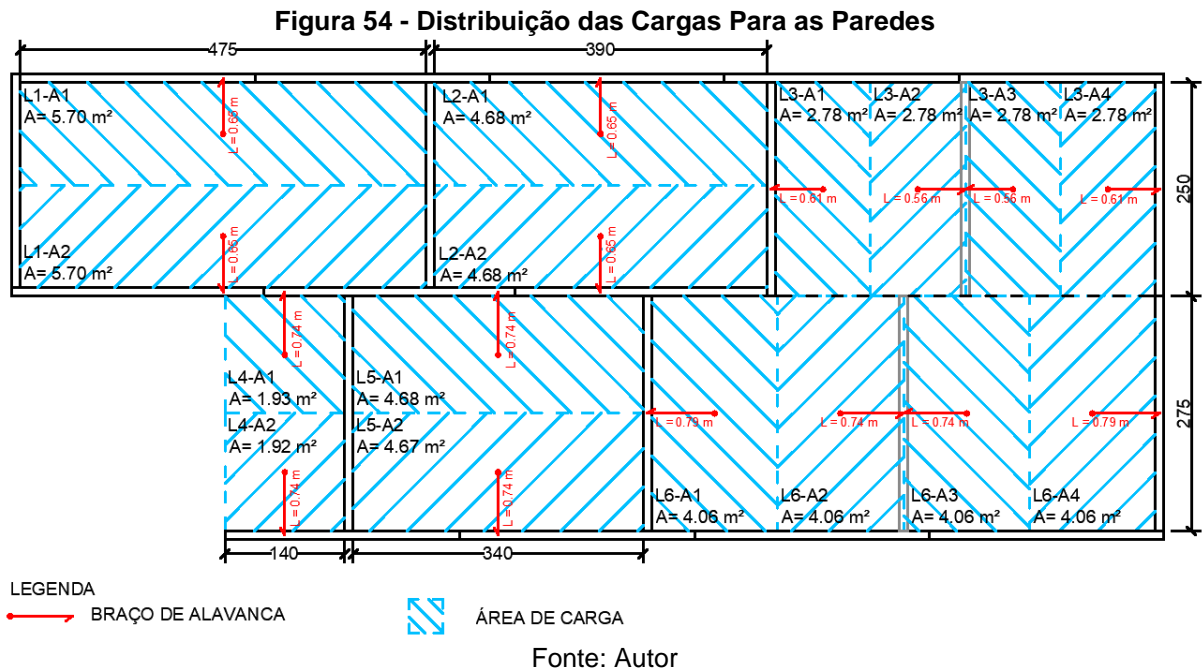 Figura 54 - Distribuição das Cargas Para as Paredes
475
390
L1-A1
A= 5.70 m²
L = 0.65 m
L2-A1
A= 4.68 m²
L = 0.65 m
L3-A1
A= 2.78 m²
L3-A2
A= 2.78 m²
L3-A3
A= 2.78 m²
L3-A4
A= 2.78 m²
L = 0.61 m
L = 0.56 m
L = 0.56 m
L = 0.61 m
250
L1-A2
A= 5.70 m²
L = 0.65 m
L2-A2
A= 4.68 m²
L = 0.65 m
L = 0.74 m
L = 0.74 m
L4-A1
A= 1.93 m²
L4-A2
A= 1.92 m²
L5-A1
A= 4.68 m²
L5-A2
A= 4.67 m²
L = 0.79 m
L = 0.74 m
L = 0.74 m
L = 0.79 m
275
L = 0.74 m
L = 0.74 m
L6-A1
A= 4.06 m²
L6-A2
A= 4.06 m²
L6-A3
A= 4.06 m²
L6-A4
A= 4.06 m²
140
340
LEGENDA
BRAÇO DE ALAVANCA
ÁREA DE CARGA
Fonte: Autor